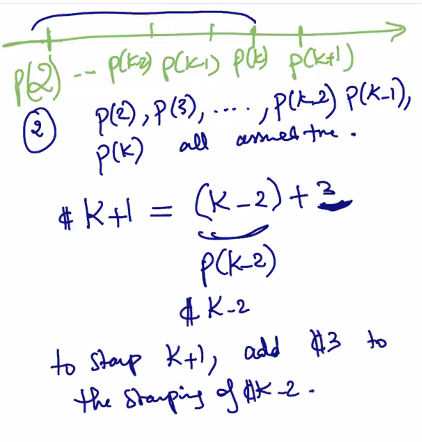 P(2) -- P(k-2) P(k-1) P(k) P(k+1)
② P(2), P(3), ...., P(k-2) P(k-1),
P(k) all assumed true.
¢ k+1 = (k-2) + 3
P(k-2)
¢ k-2
to stamp k+1, add ¢3 to
the stamping of ¢k-2.